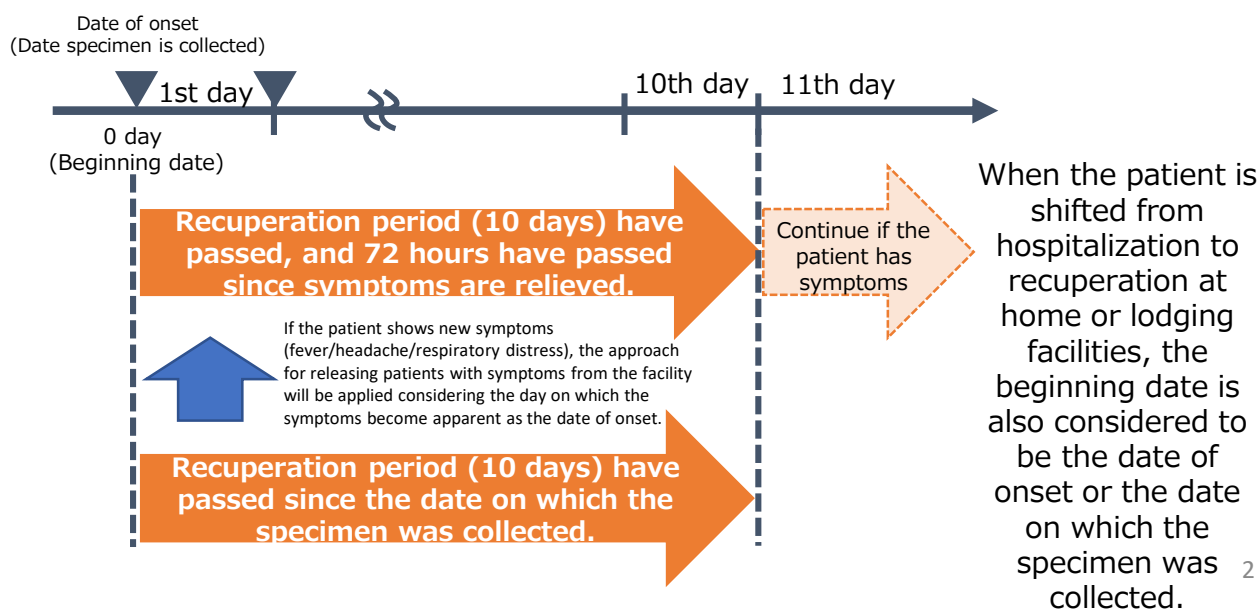 Date of onset
(Date specimen is collected)
1st day
10th day
11th day
0 day
(Beginning date)
Recuperation period (10 days) have
passed, and 72 hours have passed
since symptoms are relieved.
Continue if the
patient has
symptoms
If the patient shows new symptoms
(fever/headache/respiratory distress), the approach
for releasing patients with symptoms from the facility
will be applied considering the day on which the
symptoms become apparent as the date of onset.
Recuperation period (10 days) have
passed since the date on which the
specimen was collected.
When the patient is
shifted from
hospitalization to
recuperation at
home or lodging
facilities, the
beginning date is
also considered to
be the date of
onset or the date
on which the
specimen was
collected.
2